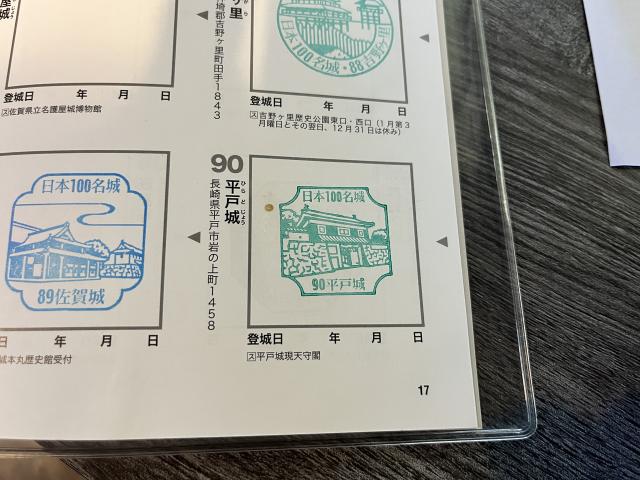 屋城
登城日 年 月 日
ス佐賀県立名護屋城博物館
ヶ里
埼郡吉野ヶ里町田手1843
日本100名城・88吉野ヶ里
登城日 年 月 日
ス吉野ヶ里歴史公園東口・西口(1月第3
月曜日とその翌日、12月31日は休み)
日本100名城
89佐賀城
日 年 月 日
城本丸歴史館受付
90
平戸城
ひらどじょう
長崎県平戸市岩の上町1458
日本100名城
90平戸城
登城日 年 月 日
ス平戸城現天守閣
17